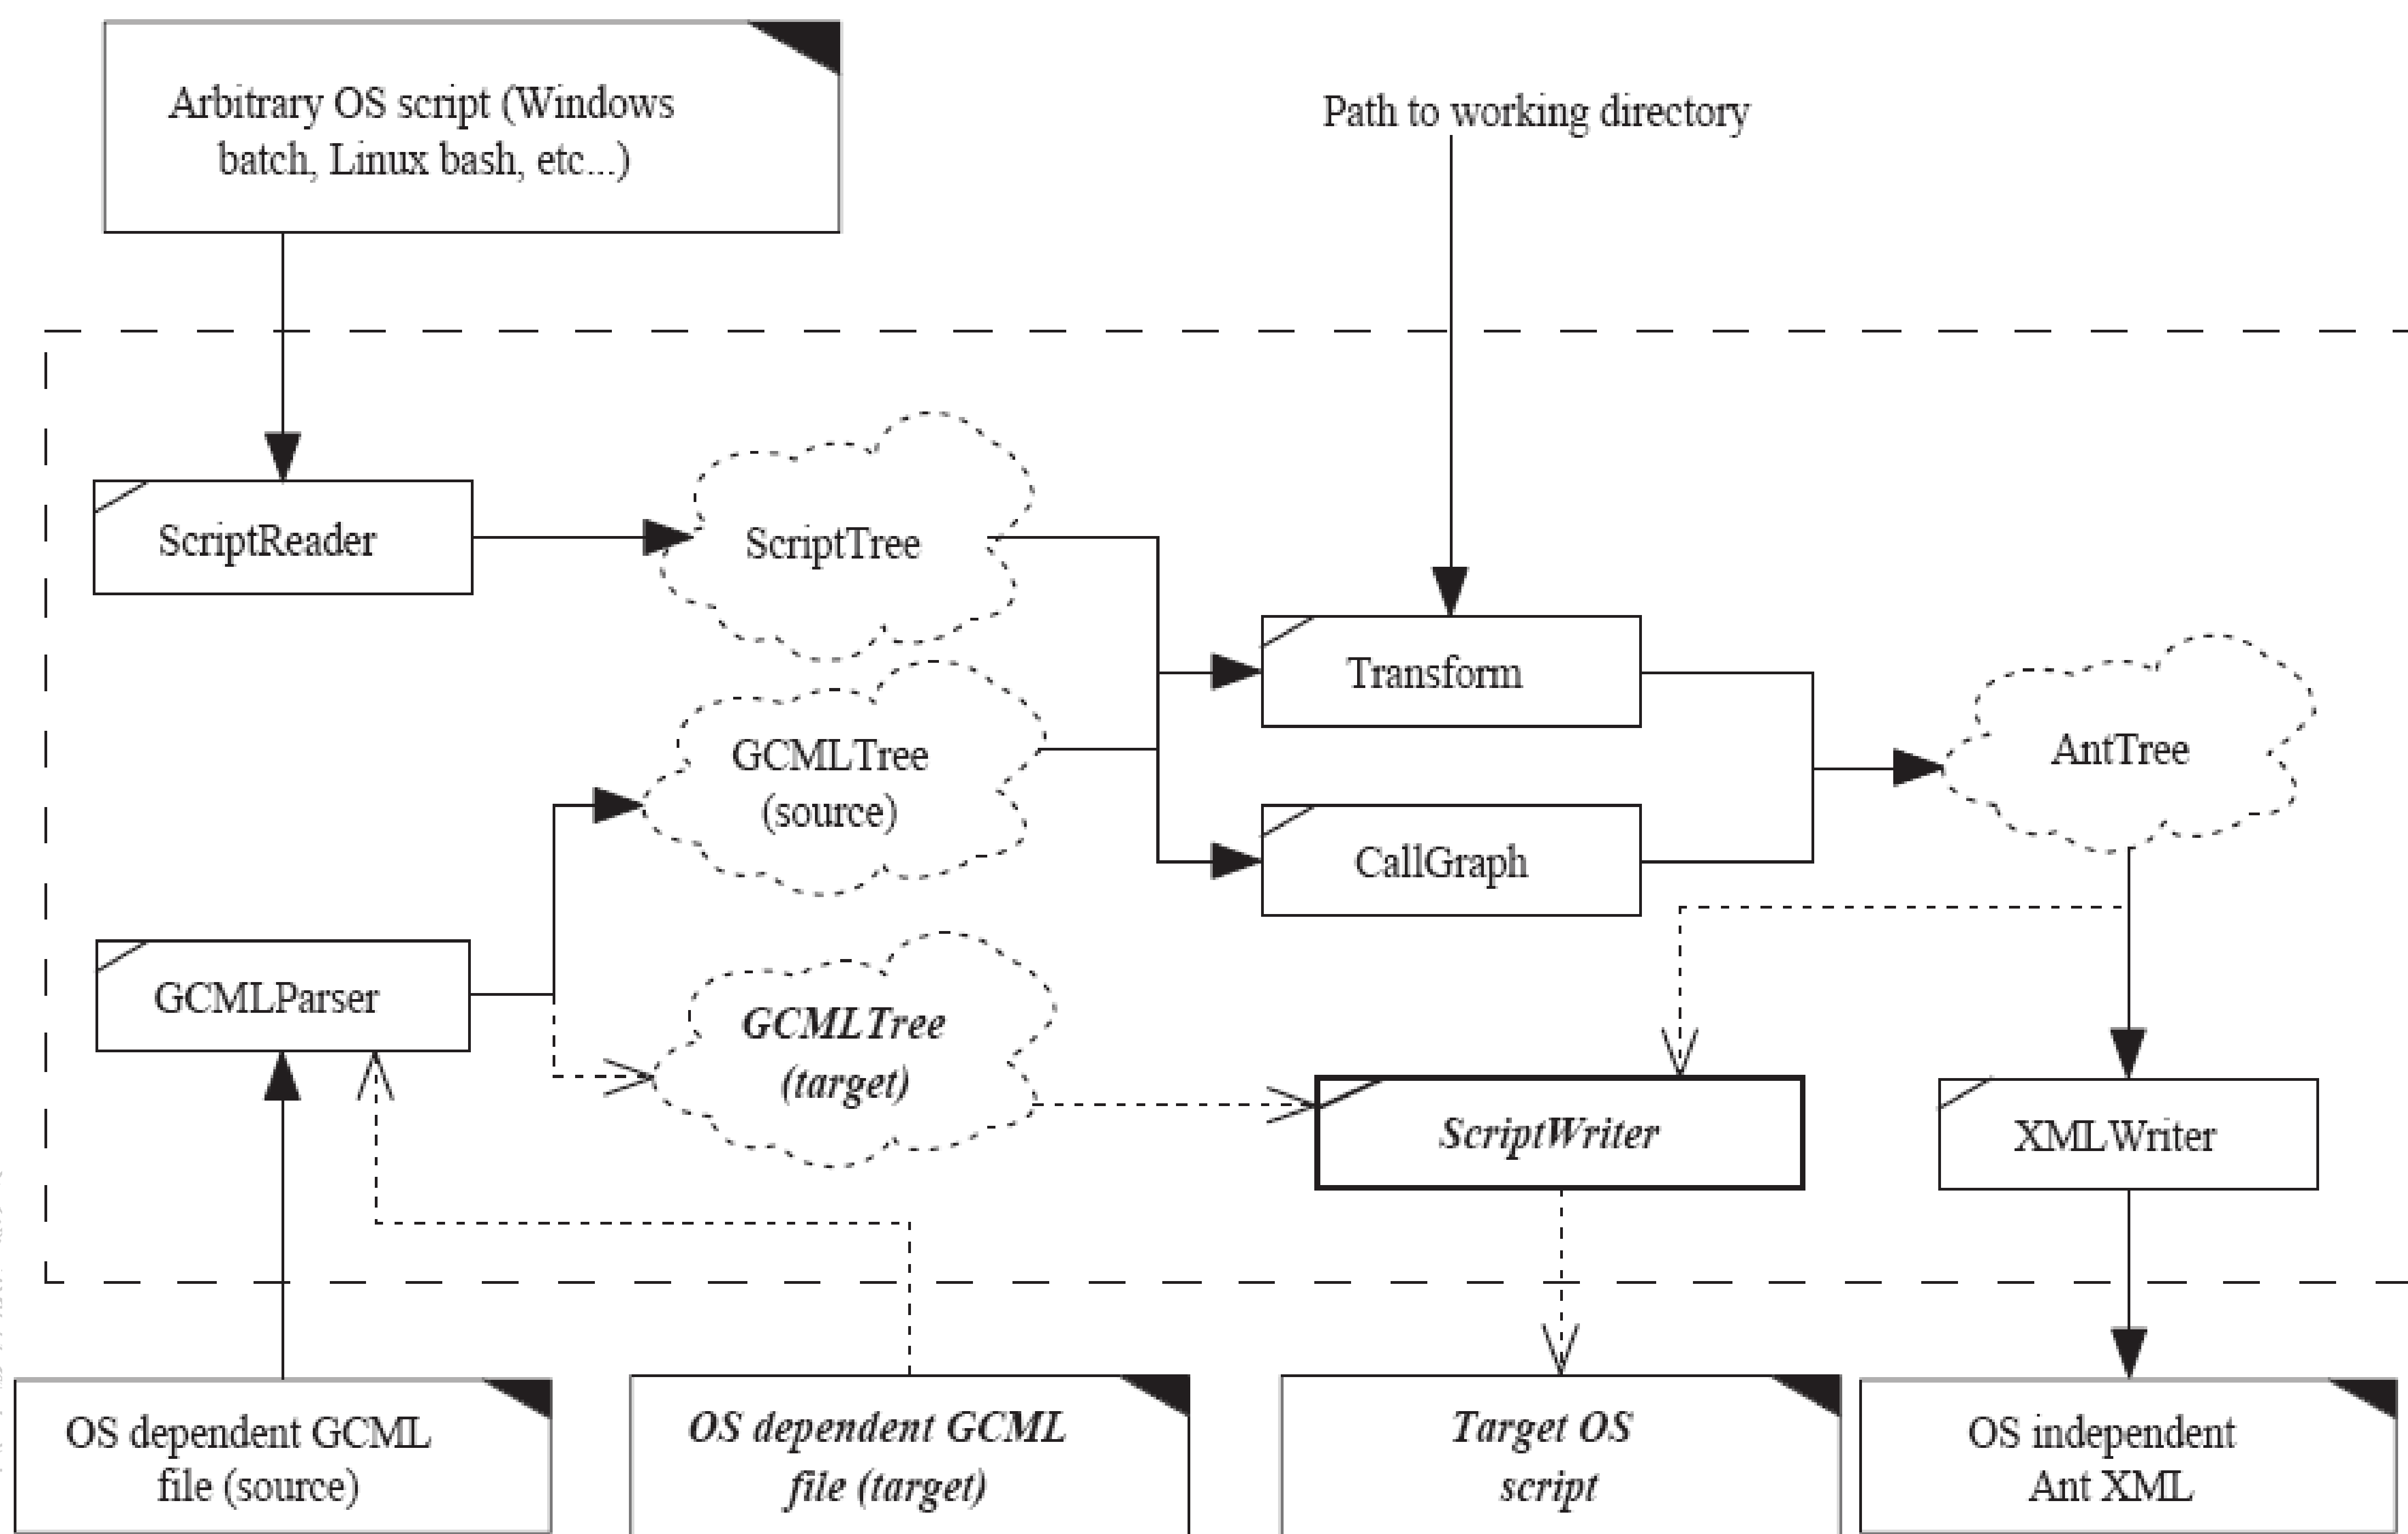 Arbitrary OS script (Windows
batch, Linux bash, etc...)
Path to working directory
ScriptReader
ScriptTree
Transform
GCMLTree
(source)
AntTree
CallGraph
GCMLParser
GCMLTree
(target)
ScriptWriter
XMLWriter
OS dependent GCML
file (source)
OS dependent GCML
file (target)
Target OS
script
OS independent
Ant XML